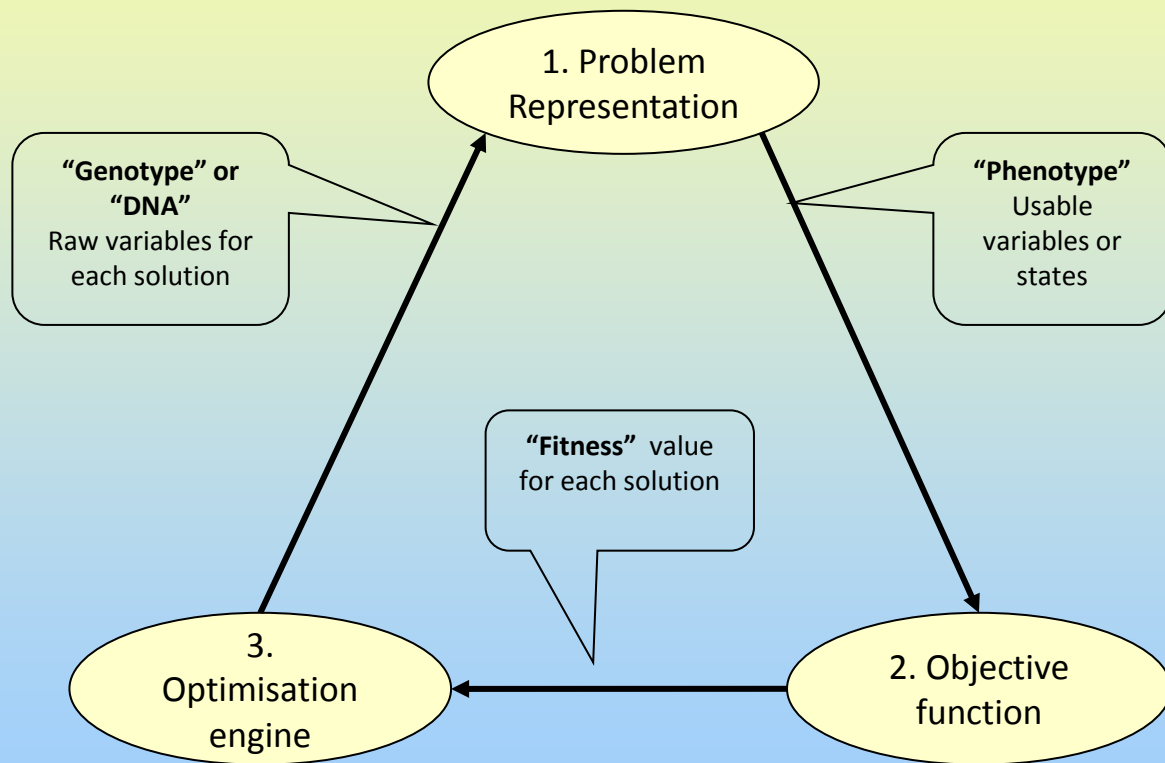 1. Problem
Representation
“Genotype” or
“DNA”
Raw variables for
each solution
“Phenotype”
Usable
variables or
states
“Fitness” value
for each solution
3.
Optimisation
engine
2. Objective
function